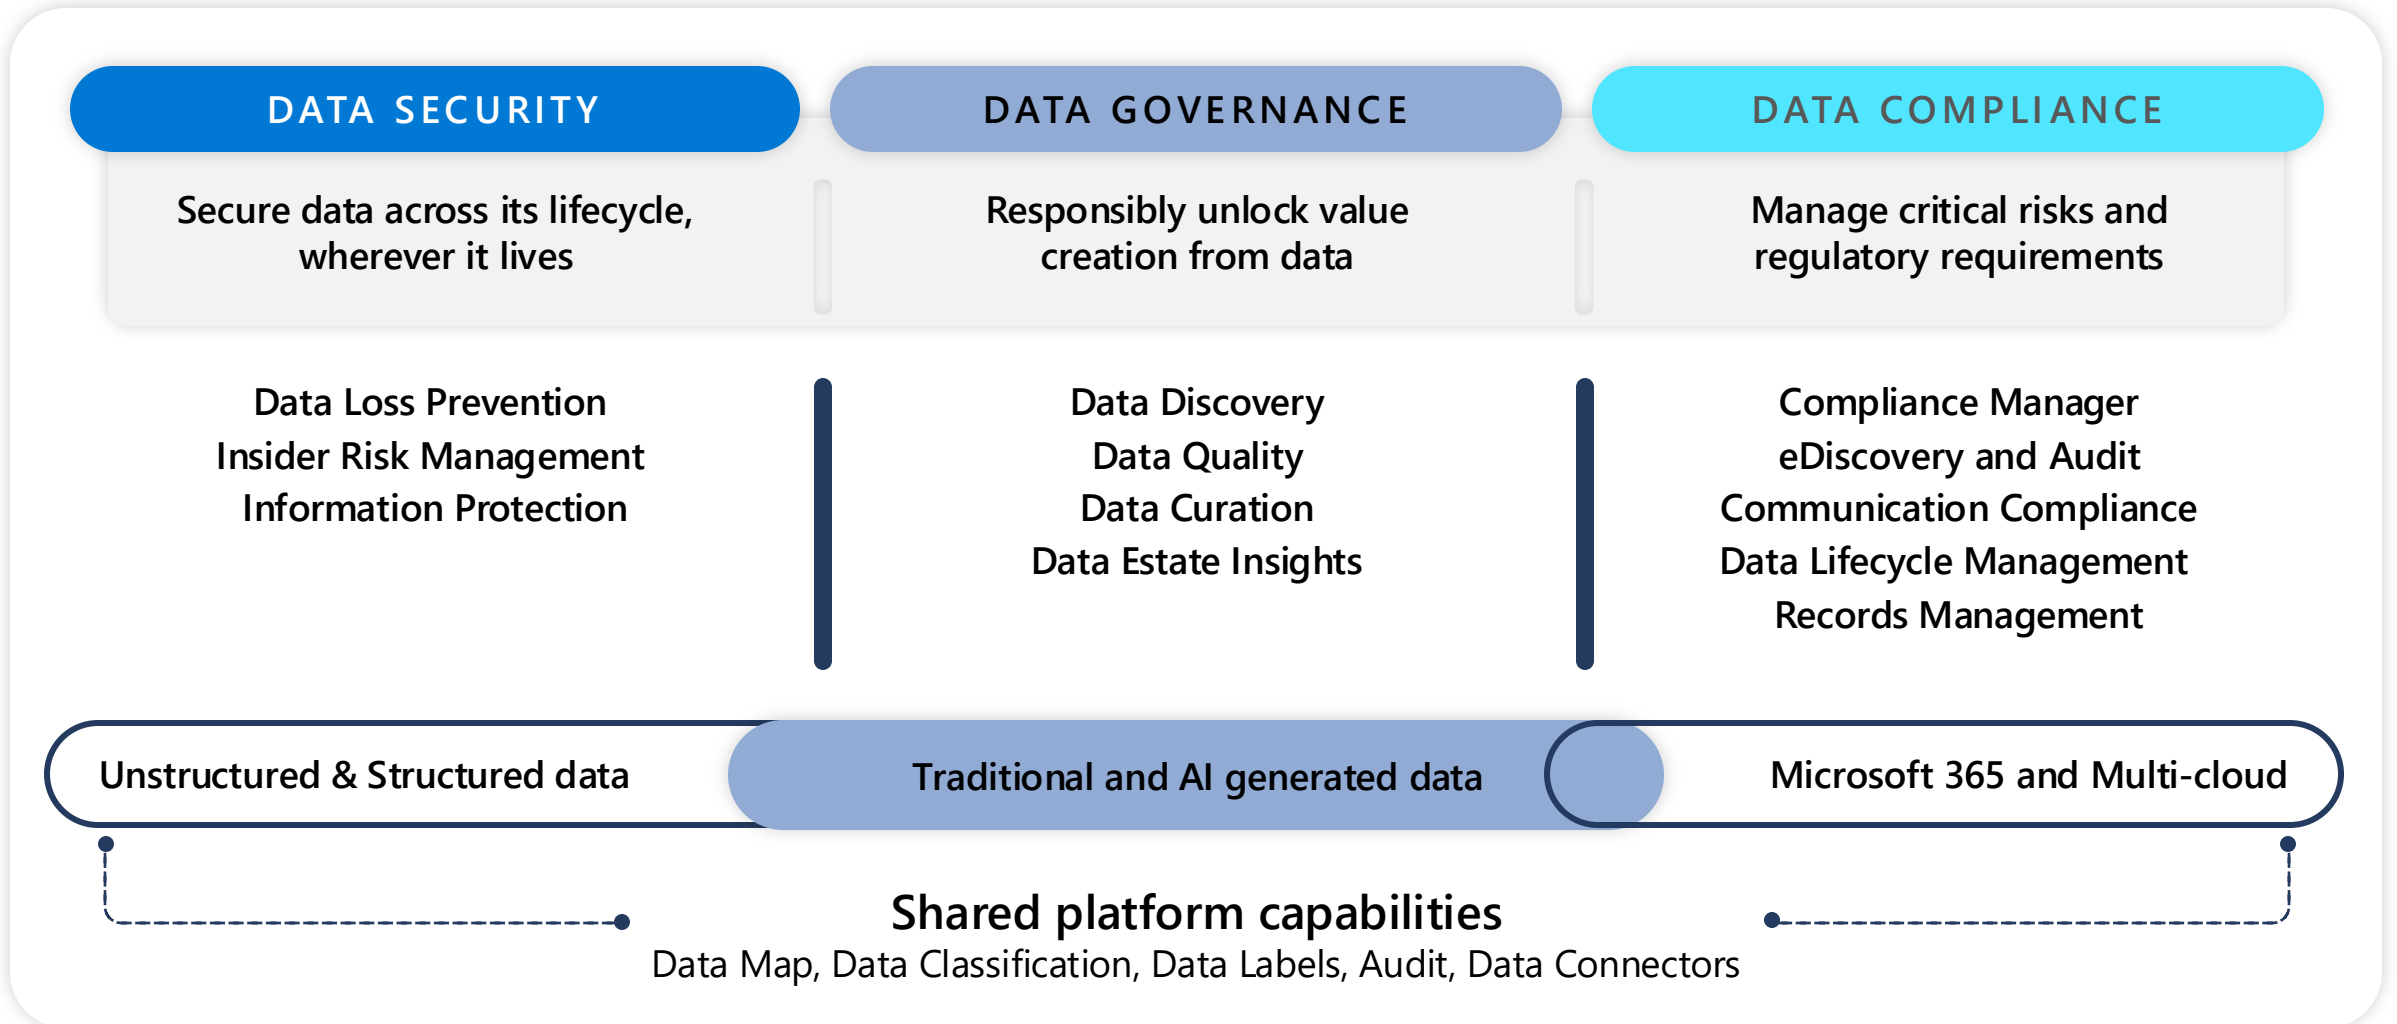 DATA SECURITY
DATA GOVERNANCE
DATA COMPLIANCE
Secure data across its lifecycle,
wherever it lives
Responsibly unlock value
creation from data
Manage critical risks and
regulatory requirements
Data Loss Prevention
Insider Risk Management
Information Protection
Data Discovery
Data Quality
Data Curation
Data Estate Insights
Compliance Manager
eDiscovery and Audit
Communication Compliance
Data Lifecycle Management
Records Management
Unstructured & Structured data
Traditional and AI generated data
Microsoft 365 and Multi-cloud
Shared platform capabilities
Data Map, Data Classification, Data Labels, Audit, Data Connectors